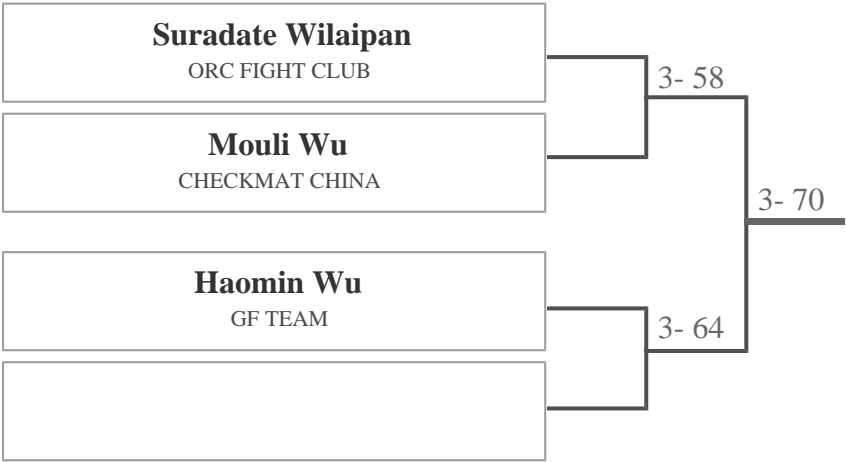 Suradate Wilaipan
ORC FIGHT CLUB
3- 58
Mouli Wu
CHECKMAT CHINA
3- 70
Haomin Wu
GF TEAM
3- 64